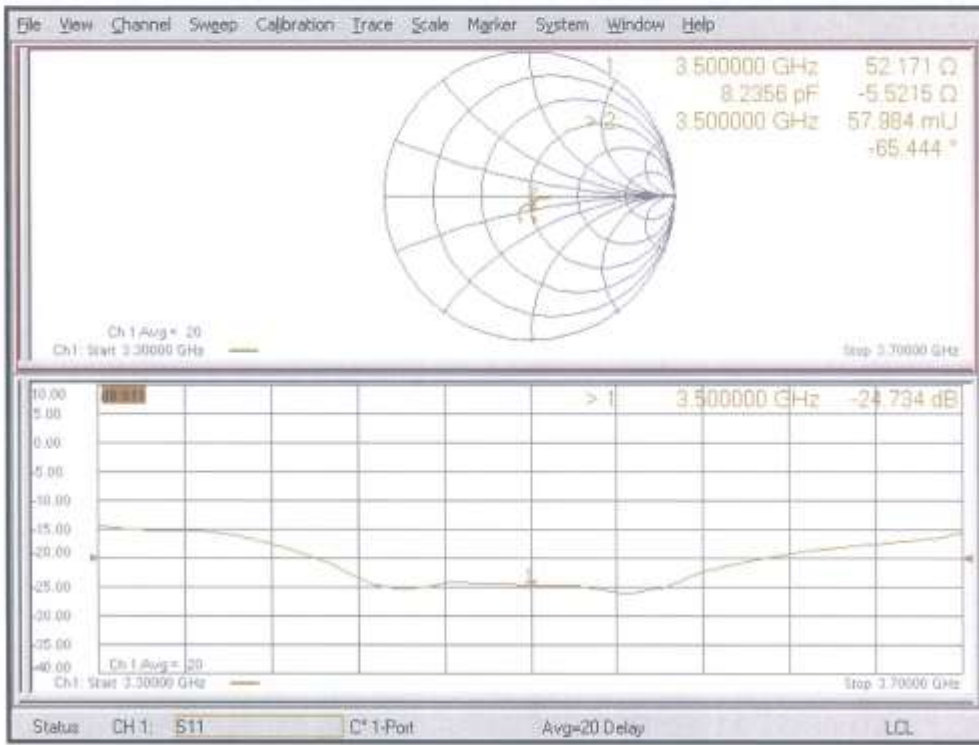 File View Channel Sweep Calibration Trace Scale Marker System Window Help
1 3.500000 GHz 52.171 Ω
8.2356 pF -5.5215 Ω
> 2 3.500000 GHz 57.984 mU
-65.444 °
Ch 1 Avg = 20
Ch1: Start 3.30000 GHz Stop 3.70000 GHz
10.00
> 1 3.500000 GHz -24.734 dB
5.00
0.00
-5.00
-10.00
-15.00
-20.00
-25.00
1
-30.00
-35.00
-40.00
Ch 1 Avg = 20
Ch1: Start 3.30000 GHz Stop 3.70000 GHz
Status CH 1: S11 C* 1-Port Avg=20 Delay LCL